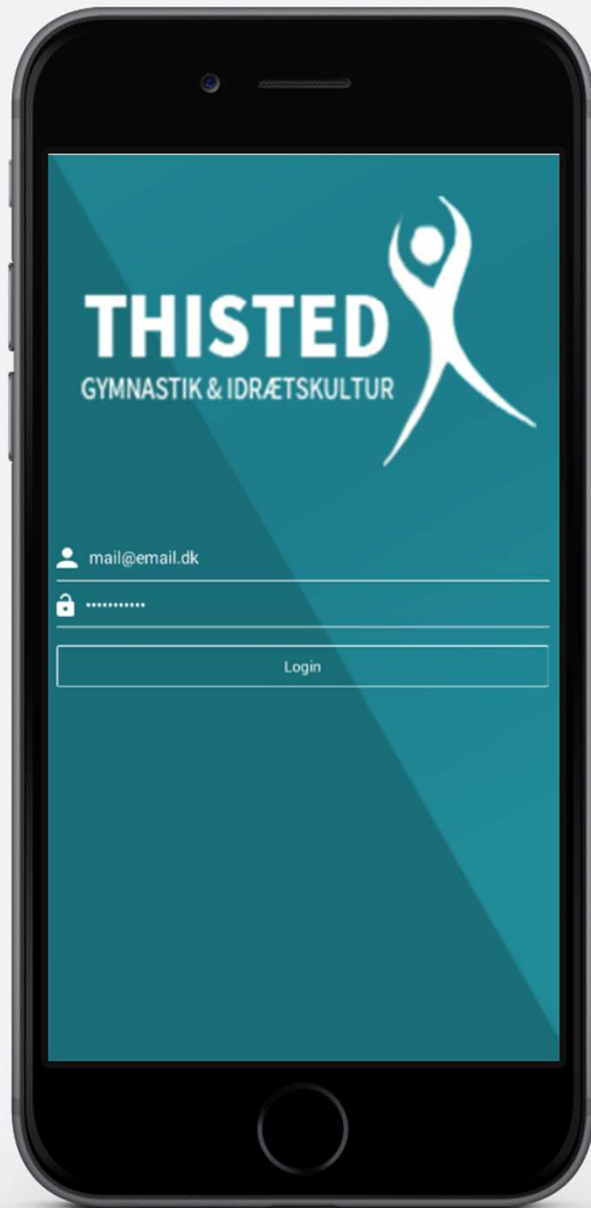 THISTED
GYMNASTIK & IDRÆTSKULTUR
mail@email.dk
•••••••••••
Login